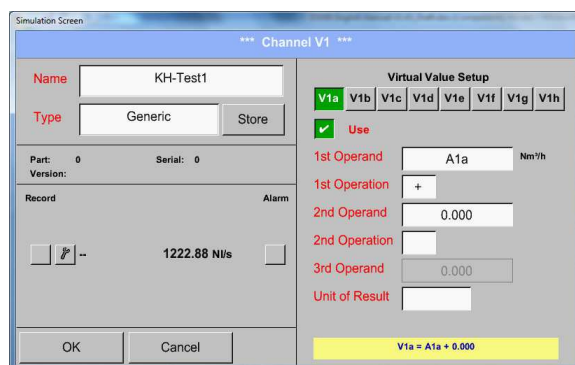 Simulation Screen
*** Channel V1 ***
Name KH-Test1
Type Generic Store
Part: 0 Serial: 0
Version:
Record Alarm
-- 1222.88 Nl/s
OK Cancel
Virtual Value Setup
V1a V1b V1c V1d V1e V1f V1g V1h
Use
1st Operand A1a Nm³/h
1st Operation +
2nd Operand 0.000
2nd Operation
3rd Operand 0.000
Unit of Result
V1a = A1a + 0.000